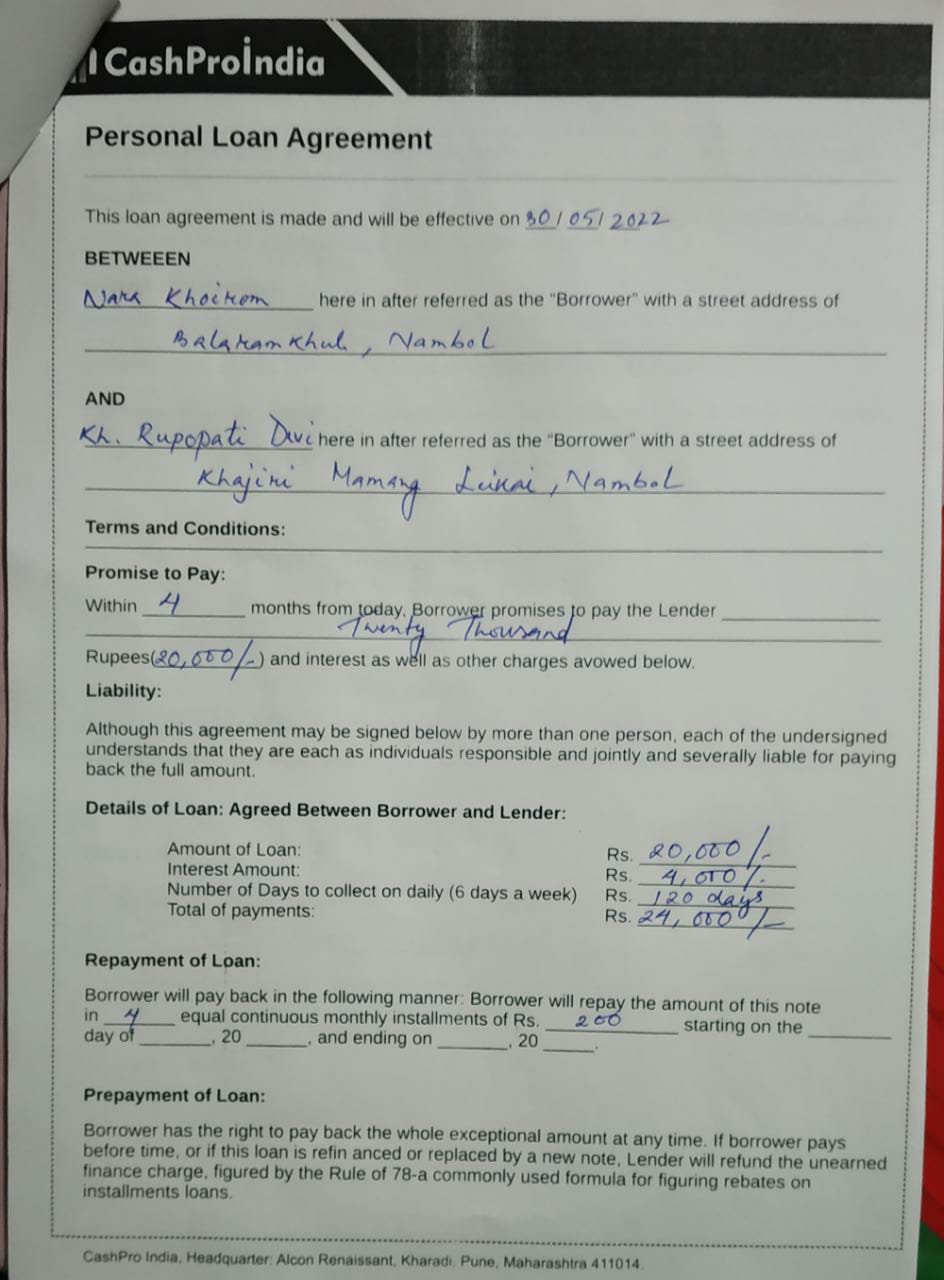 CashProIndia
Personal Loan Agreement
This loan agreement is made and will be effective on 30/05/2022
BETWEEEN
Nara Khoirom here in after referred as the “Borrower” with a street address of
Balaramkhul, Nambol
AND
Kh. Rupopati Devi here in after referred as the “Borrower” with a street address of
Khajiri Mamang Leikai, Nambol
Terms and Conditions:
Promise to Pay:
Within 4 months from today, Borrower promises to pay the Lender
Twenty Thousand
Rupees(20,000/-) and interest as well as other charges avowed below.
Liability:
Although this agreement may be signed below by more than one person, each of the undersigned
understands that they are each as individuals responsible and jointly and severally liable for paying
back the full amount.
Details of Loan: Agreed Between Borrower and Lender:
Amount of Loan: Rs. 20,000/-
Interest Amount: Rs. 4,000/-
Number of Days to collect on daily (6 days a week) Rs. 120 days
Total of payments: Rs. 24,000/-
Repayment of Loan:
Borrower will pay back in the following manner: Borrower will repay the amount of this note
in 4 equal continuous monthly installments of Rs. 200 starting on the
day of ______, 20 _____, and ending on ______, 20 ____.
Prepayment of Loan:
Borrower has the right to pay back the whole exceptional amount at any time. If borrower pays
before time, or if this loan is refin anced or replaced by a new note, Lender will refund the unearned
finance charge, figured by the Rule of 78-a commonly used formula for figuring rebates on
installments loans.
CashPro India, Headquarter: Alcon Renaissant, Kharadi. Pune, Maharashtra 411014.